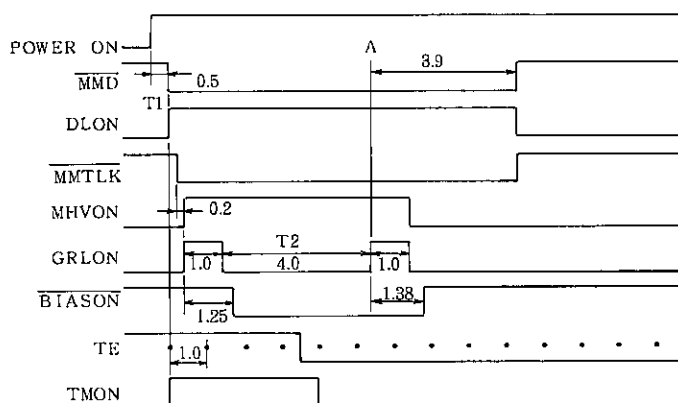 POWER ON
A
MMD
0.5
3.9
T1
DLON
MMTLK
MHVON
0.2
T2
GRLON
1.0
4.0
1.0
BIASON
1.25
1.38
TE
1.0
TMON